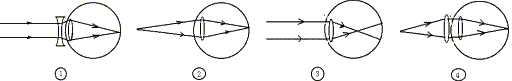 ① ② ③ ④